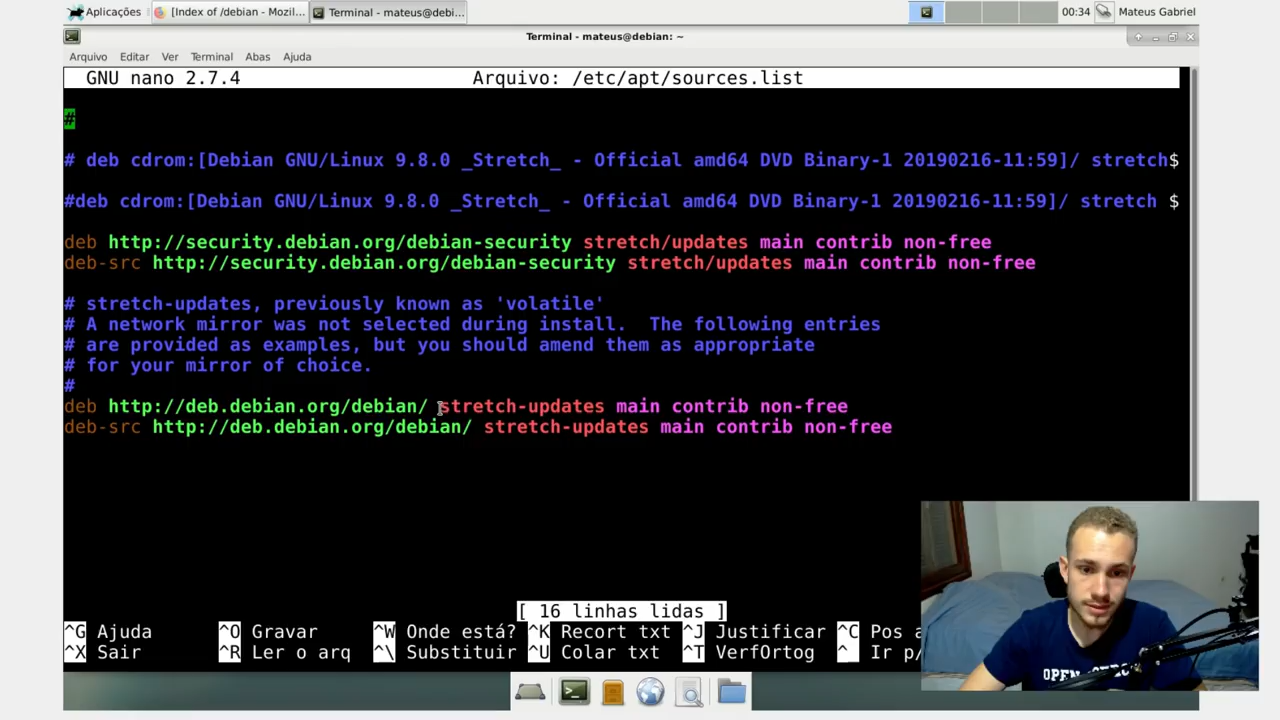 Aplicações
[Index of /debian - Mozil...
Terminal - mateus@debi...
00:34
Mateus Gabriel
Terminal - mateus@debian: ~
Arquivo Editar Ver Terminal Abas Ajuda
GNU nano 2.7.4 Arquivo: /etc/apt/sources.list
#
# deb cdrom:[Debian GNU/Linux 9.8.0 _Stretch_ - Official amd64 DVD Binary-1 20190216-11:59]/ stretch$
#deb cdrom:[Debian GNU/Linux 9.8.0 _Stretch_ - Official amd64 DVD Binary-1 20190216-11:59]/ stretch $
deb http://security.debian.org/debian-security stretch/updates main contrib non-free
deb-src http://security.debian.org/debian-security stretch/updates main contrib non-free
# stretch-updates, previously known as 'volatile'
# A network mirror was not selected during install.  The following entries
# are provided as examples, but you should amend them as appropriate
# for your mirror of choice.
#
deb http://deb.debian.org/debian/ stretch-updates main contrib non-free
deb-src http://deb.debian.org/debian/ stretch-updates main contrib non-free
[ 16 linhas lidas ]
^G Ajuda ^O Gravar ^W Onde está? ^K Recort txt ^J Justificar ^C Pos a
^X Sair ^R Ler o arq ^\ Substituir ^U Colar txt ^T VerfOrtog ^_ Ir p/
OPEN